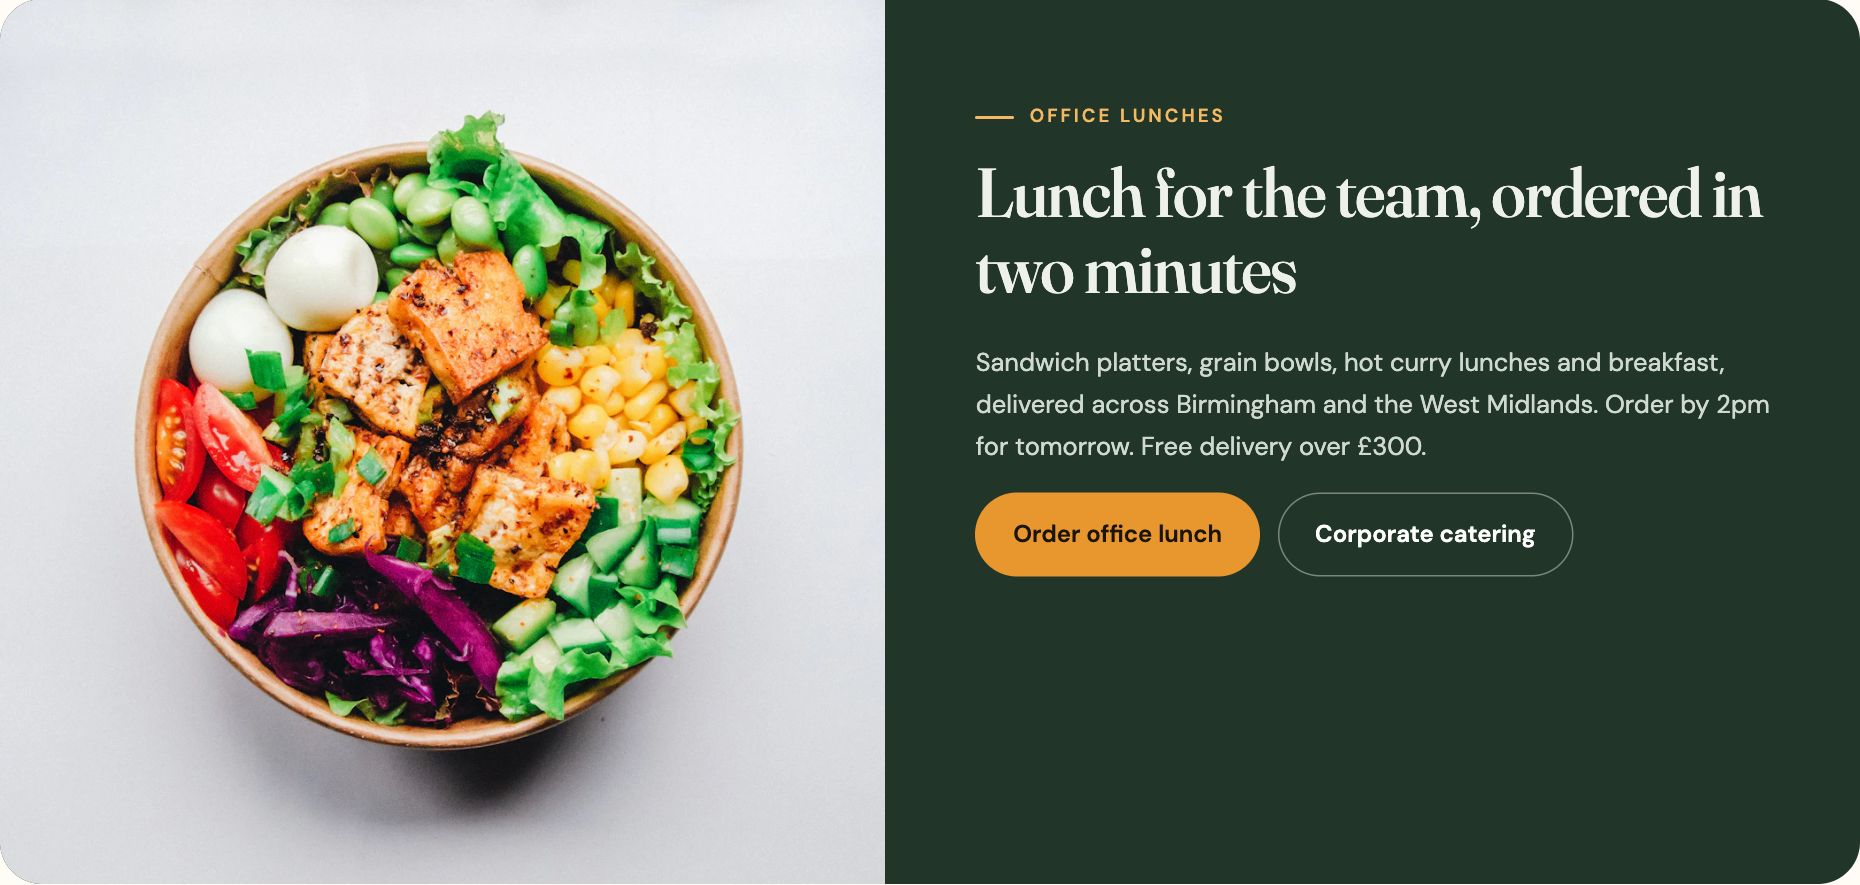 OFFICE LUNCHES
Lunch for the team, ordered in
two minutes
Sandwich platters, grain bowls, hot curry lunches and breakfast,
delivered across Birmingham and the West Midlands. Order by 2pm
for tomorrow. Free delivery over £300.
Order office lunch
Corporate catering